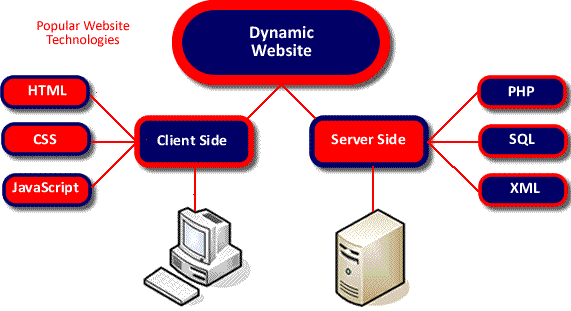 Popular Website
Technologies
Dynamic
Website
HTML
CSS
JavaScript
Client Side
Server Side
PHP
SQL
XML